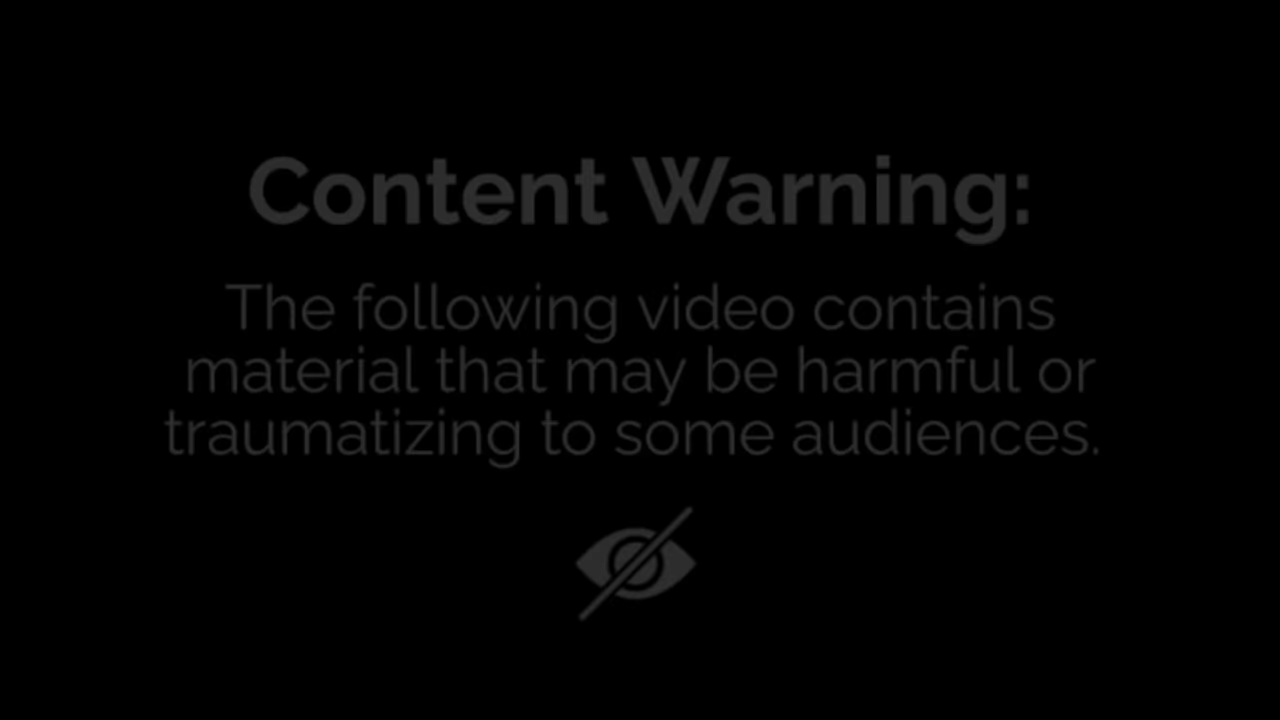 Content Warning:
The following video contains
material that may be harmful or
traumatizing to some audiences.